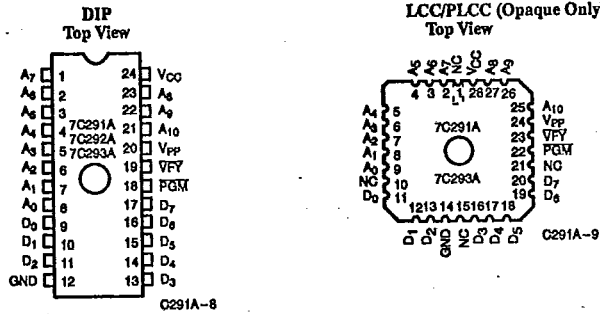 DIP
Top View
A7 1 24 VCC
A6 2 23 A8
A5 3 22 A9
A4 4 7C291A 21 A10
7C292A
A3 5 7C293A 20 VPP
A2 6 19 VFY
A1 7 18 PGM
A0 8 17 D7
D0 9 16 D6
D1 10 15 D5
D2 11 14 D4
GND 12 13 D3
C291A-8
LCC/PLCC (Opaque Only
Top View
A5 A6 A7 NC VCC A8 A9
4 3 2 1 28 27 26
A4 5 25 A10
A3 6 7C291A 24 VPP
A2 7 23 VFY
A1 8 22 PGM
A0 9 7C293A 21 NC
NC 10 20 D7
D0 11 19 D6
12 13 14 15 16 17 18
D1 D2 GND NC D3 D4 D5
C291A-9